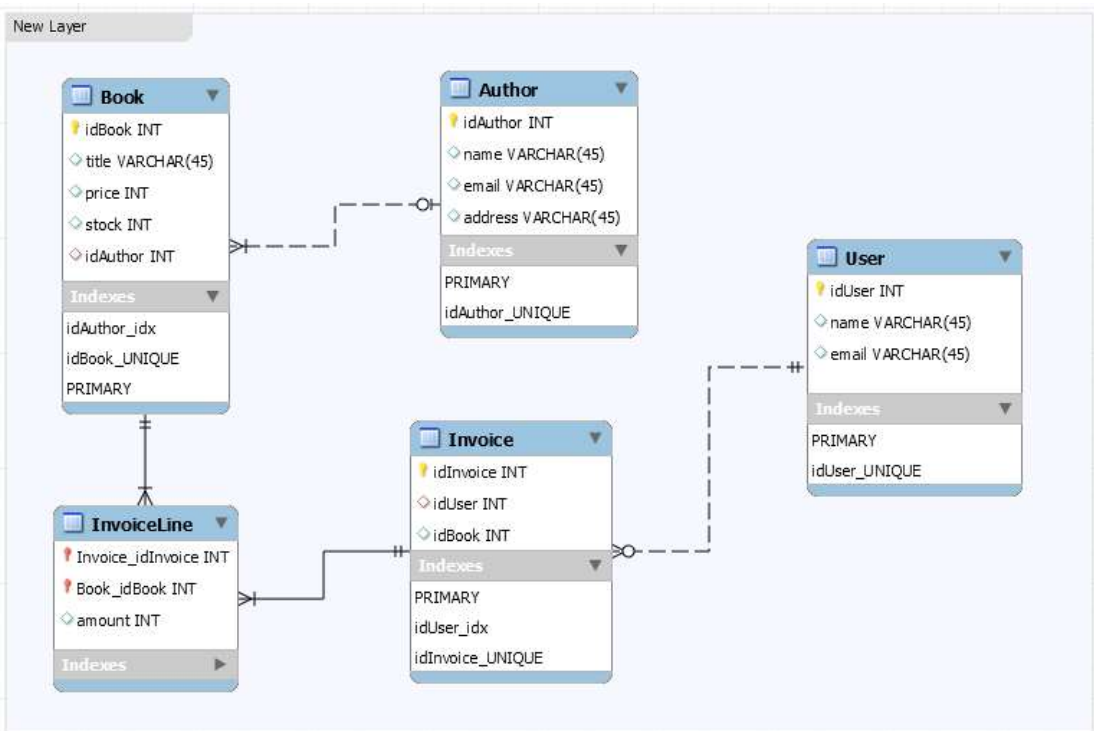 New Layer
Book
idBook INT
title VARCHAR(45)
price INT
stock INT
idAuthor INT
Indexes
idAuthor_idx
idBook_UNIQUE
PRIMARY
Author
idAuthor INT
name VARCHAR(45)
email VARCHAR(45)
address VARCHAR(45)
Indexes
PRIMARY
idAuthor_UNIQUE
User
idUser INT
name VARCHAR(45)
email VARCHAR(45)
Indexes
PRIMARY
idUser_UNIQUE
Invoice
idInvoice INT
idUser INT
idBook INT
Indexes
PRIMARY
idUser_idx
idInvoice_UNIQUE
InvoiceLine
Invoice_idInvoice INT
Book_idBook INT
amount INT
Indexes